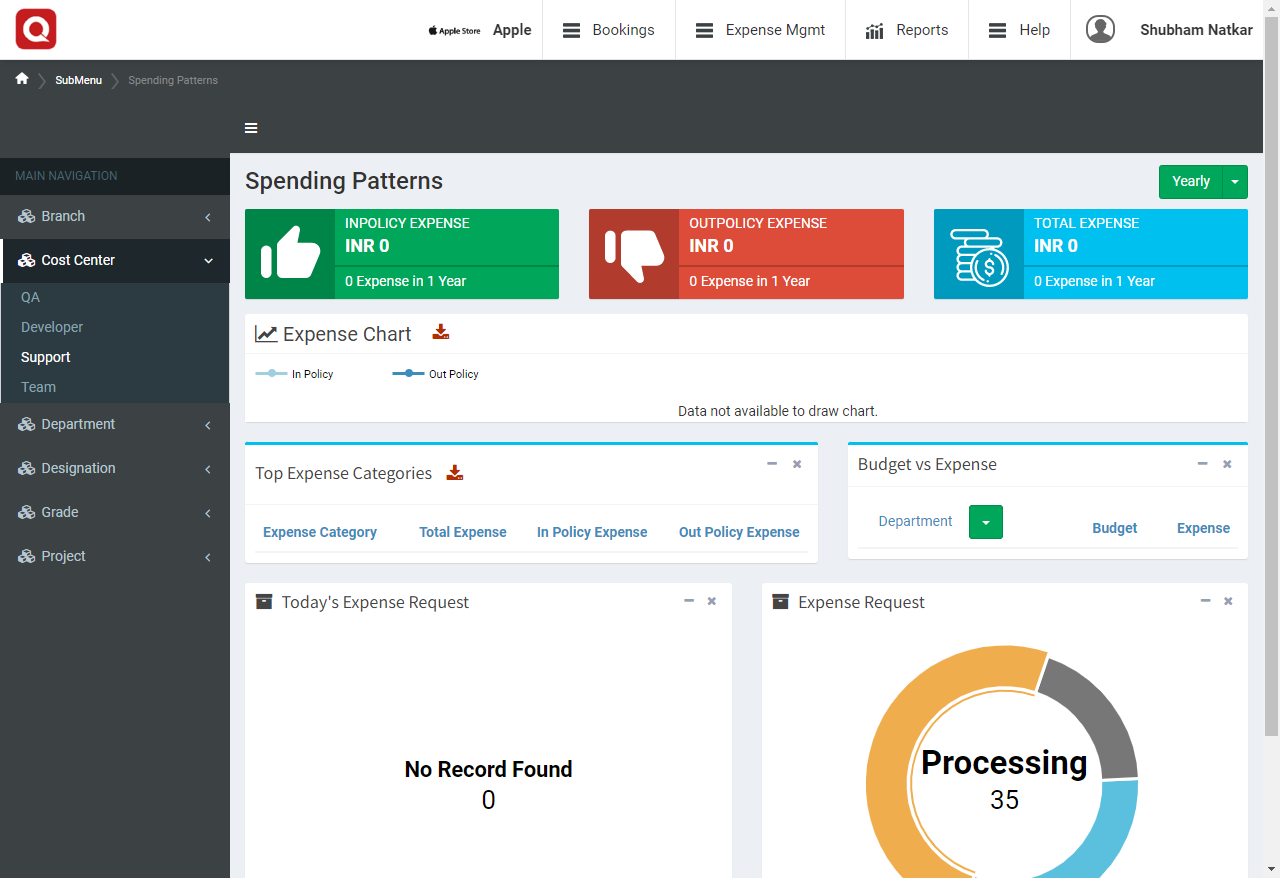 Apple Store Apple Bookings Expense Mgmt Reports Help Shubham Natkar
SubMenu Spending Patterns
MAIN NAVIGATION
Branch
Cost Center
QA
Developer
Support
Team
Department
Designation
Grade
Project
Spending Patterns
Yearly
INPOLICY EXPENSE
INR 0
0 Expense in 1 Year
OUTPOLICY EXPENSE
INR 0
0 Expense in 1 Year
TOTAL EXPENSE
INR 0
0 Expense in 1 Year
Expense Chart
In Policy Out Policy
Data not available to draw chart.
Top Expense Categories
Expense Category Total Expense In Policy Expense Out Policy Expense
Budget vs Expense
Department Budget Expense
Today's Expense Request
No Record Found
0
Expense Request
Processing
35